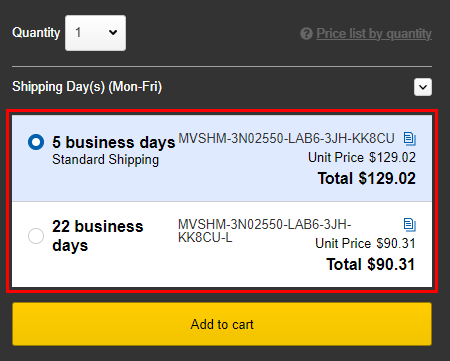 Quantity 1 Price list by quantity
Shipping Day(s) (Mon-Fri)
5 business days MVSHM-3N02550-LAB6-3JH-KK8CU
Standard Shipping Unit Price $129.02
Total $129.02
22 business days MVSHM-3N02550-LAB6-3JH-KK8CU-L
Unit Price $90.31
Total $90.31
Add to cart